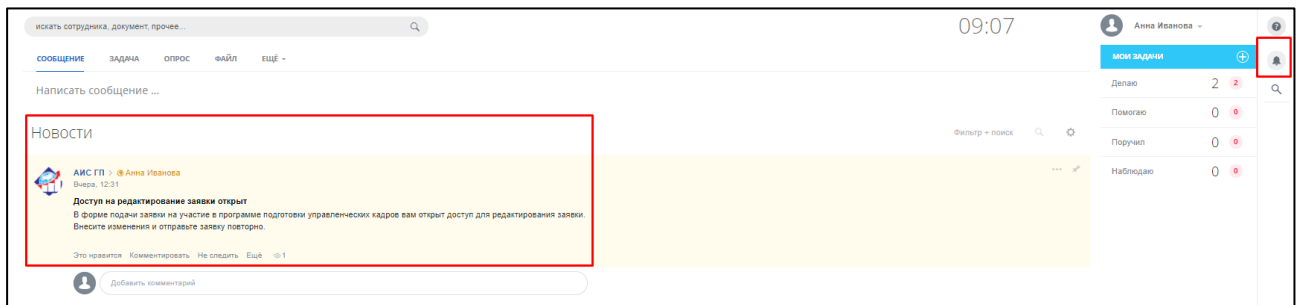 искать сотрудника, документ, прочее...
09:07
Анна Иванова
СООБЩЕНИЕ ЗАДАЧА ОПРОС ФАЙЛ ЕЩЁ
Написать сообщение ...
МОИ ЗАДАЧИ
Делаю 2 2
Помогаю 0 0
Поручил 0 0
Наблюдаю 0 0
Новости
Фильтр + поиск
АИС ГП > Анна Иванова
Вчера, 12:31
Доступ на редактирование заявки открыт
В форме подачи заявки на участие в программе подготовки управленческих кадров вам открыт доступ для редактирования заявки.
Внесите изменения и отправьте заявку повторно.
Это нравится Комментировать Не следить Ещё 1
Добавить комментарий